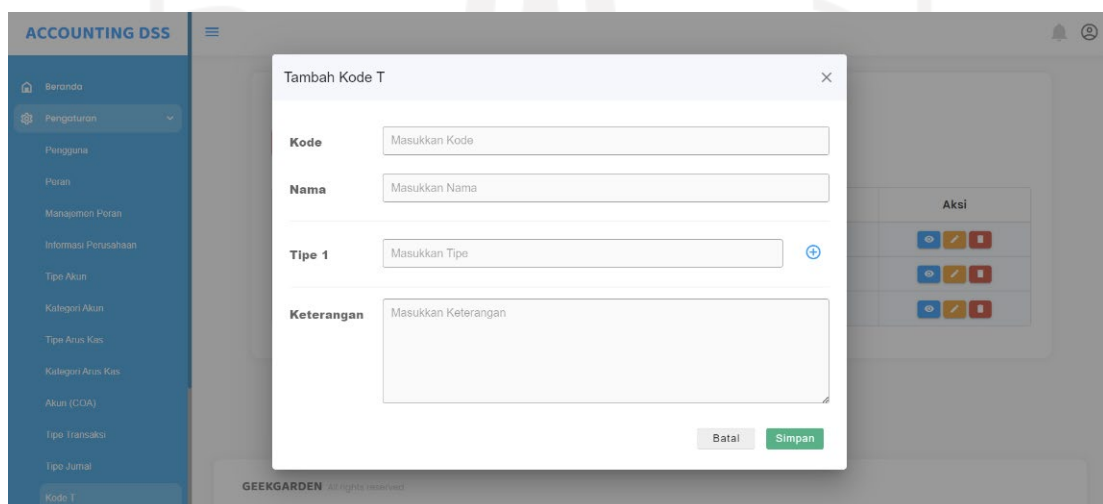 ACCOUNTING DSS
Beranda
Pengaturan
Pengguna
Peran
Manajemen Peran
Informasi Perusahaan
Tipe Akun
Kategori Akun
Tipe Arus Kas
Kategori Arus Kas
Akun (COA)
Tipe Transaksi
Tipe Jurnal
Kode T
Tambah Kode T
Kode Masukkan Kode
Nama Masukkan Nama
Tipe 1 Masukkan Tipe
Keterangan Masukkan Keterangan
Batal Simpan
Aksi
GEEKGARDEN All rights reserved